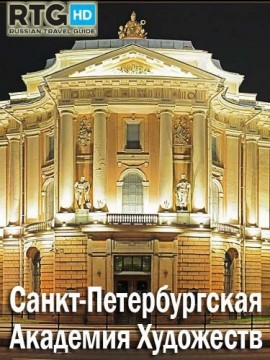 RTG HD
RUSSIAN TRAVEL GUIDE
Санкт-Петербургская
Академия Художеств